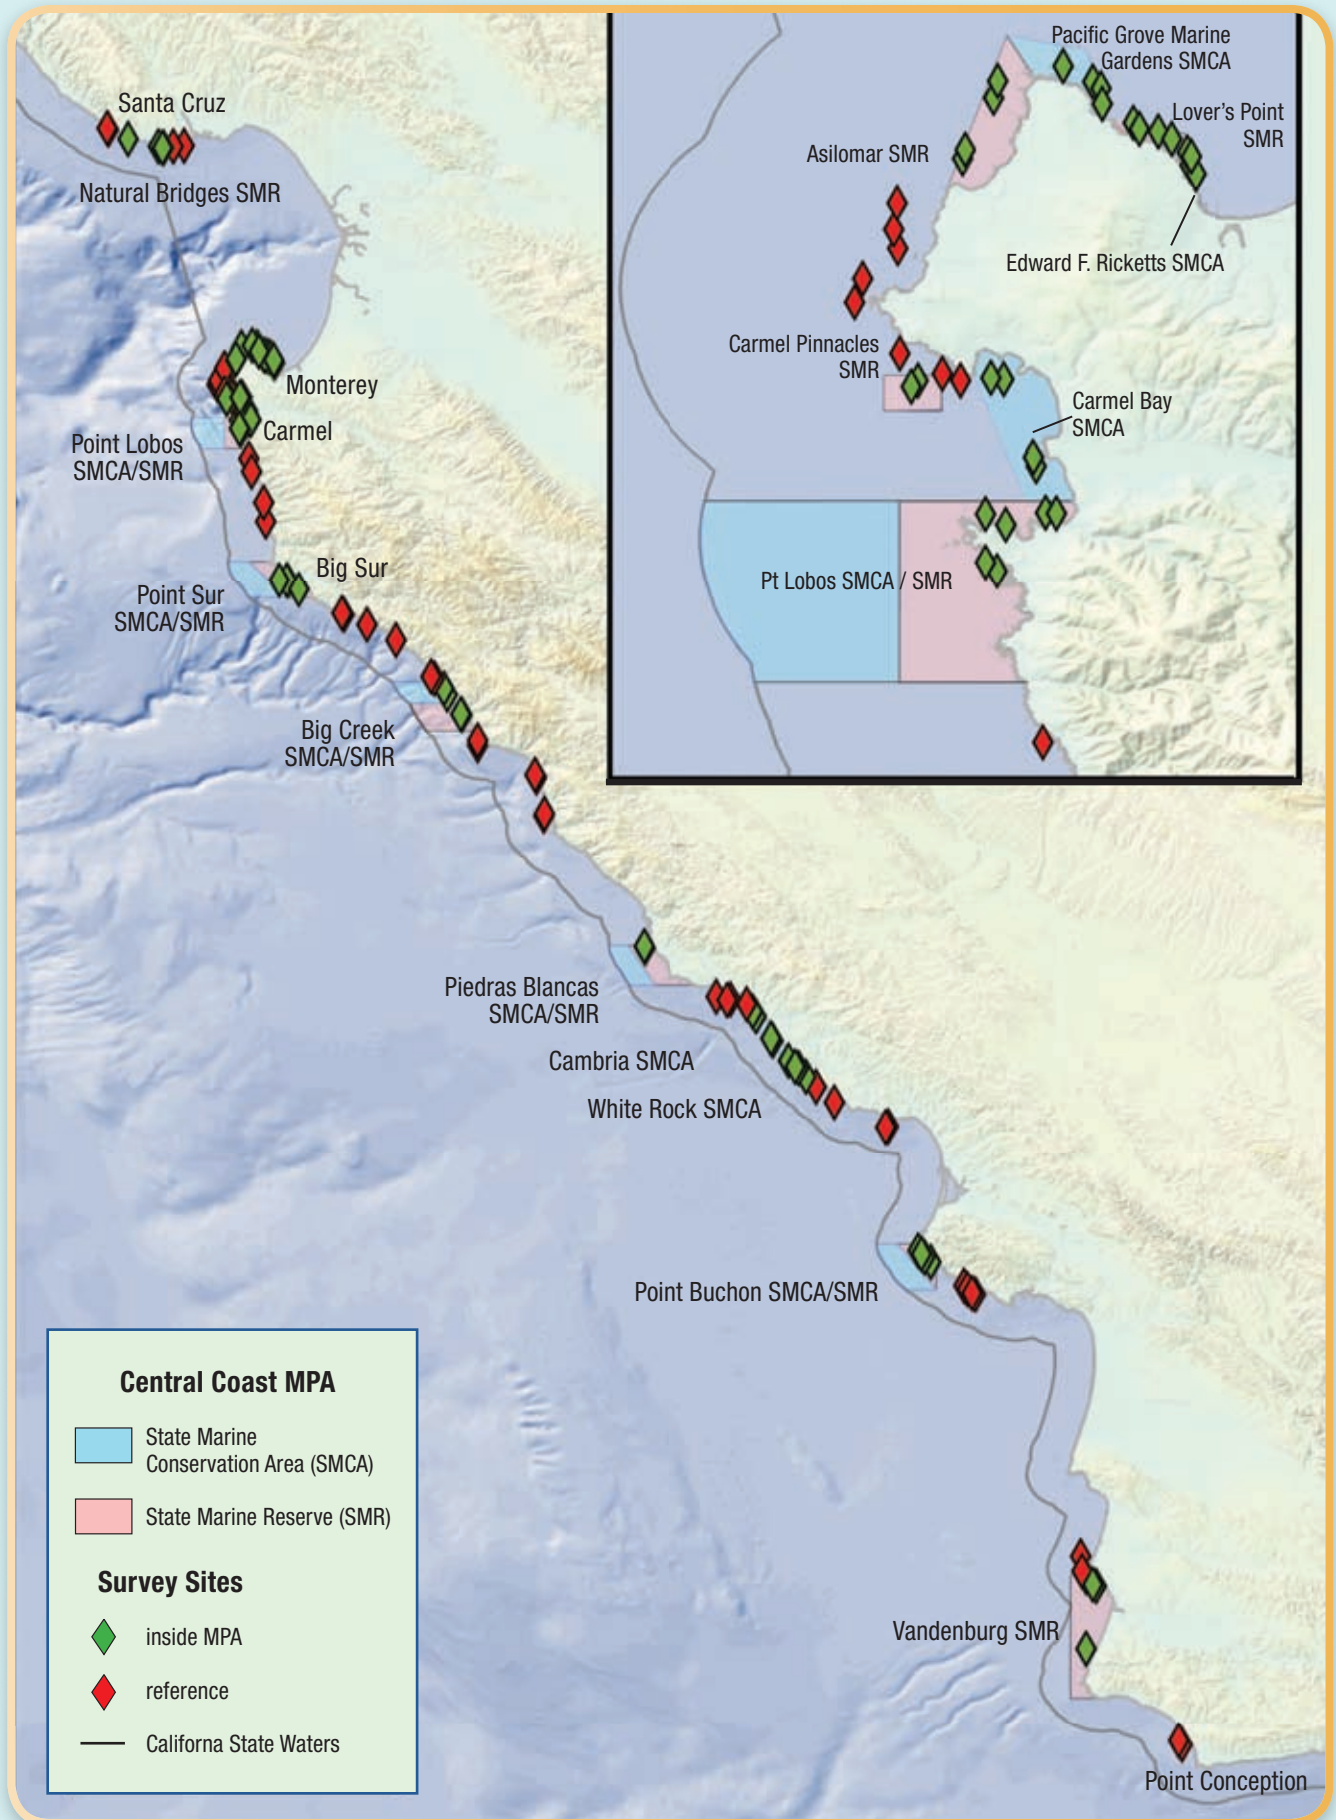 Santa Cruz
Natural Bridges SMR
Monterey
Carmel
Point Lobos
SMCA/SMR
Big Sur
Point Sur
SMCA/SMR
Big Creek
SMCA/SMR
Piedras Blancas
SMCA/SMR
Cambria SMCA
White Rock SMCA
Point Buchon SMCA/SMR
Vandenburg SMR
Point Conception
Pacific Grove Marine
Gardens SMCA
Lover's Point
SMR
Asilomar SMR
Edward F. Ricketts SMCA
Carmel Pinnacles
SMR
Carmel Bay
SMCA
Pt Lobos SMCA / SMR
Central Coast MPA
State Marine
Conservation Area (SMCA)
State Marine Reserve (SMR)
Survey Sites
inside MPA
reference
Californa State Waters